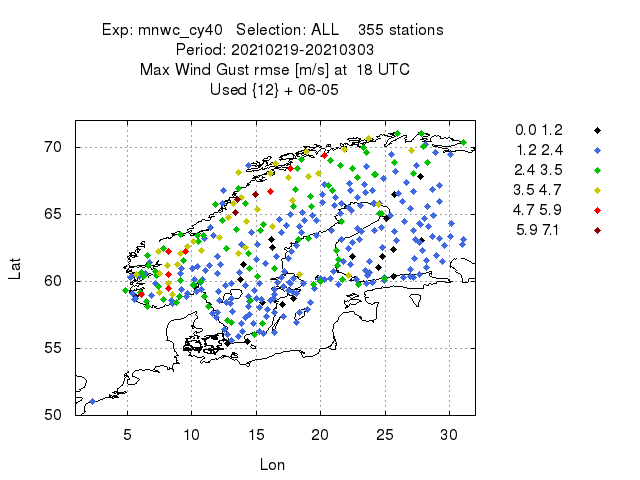 Exp: mnwc_cy40 Selection: ALL 355 stations
Period: 20210219-20210303
Max Wind Gust rmse [m/s] at 18 UTC
Used {12} + 06-05
0.0 1.2
1.2 2.4
2.4 3.5
3.5 4.7
4.7 5.9
5.9 7.1
Lat
70
65
60
55
50
5 10 15 20 25 30
Lon